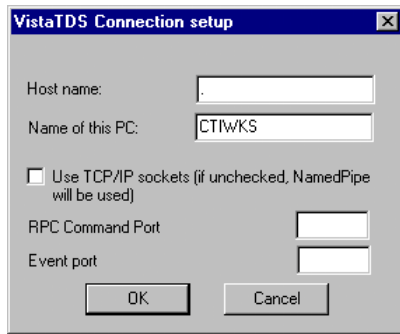 VistaTDS Connection setup
Host name:
.
Name of this PC:
CTIWKS
Use TCP/IP sockets (if unchecked, NamedPipe
will be used)
RPC Command Port
Event port
OK
Cancel